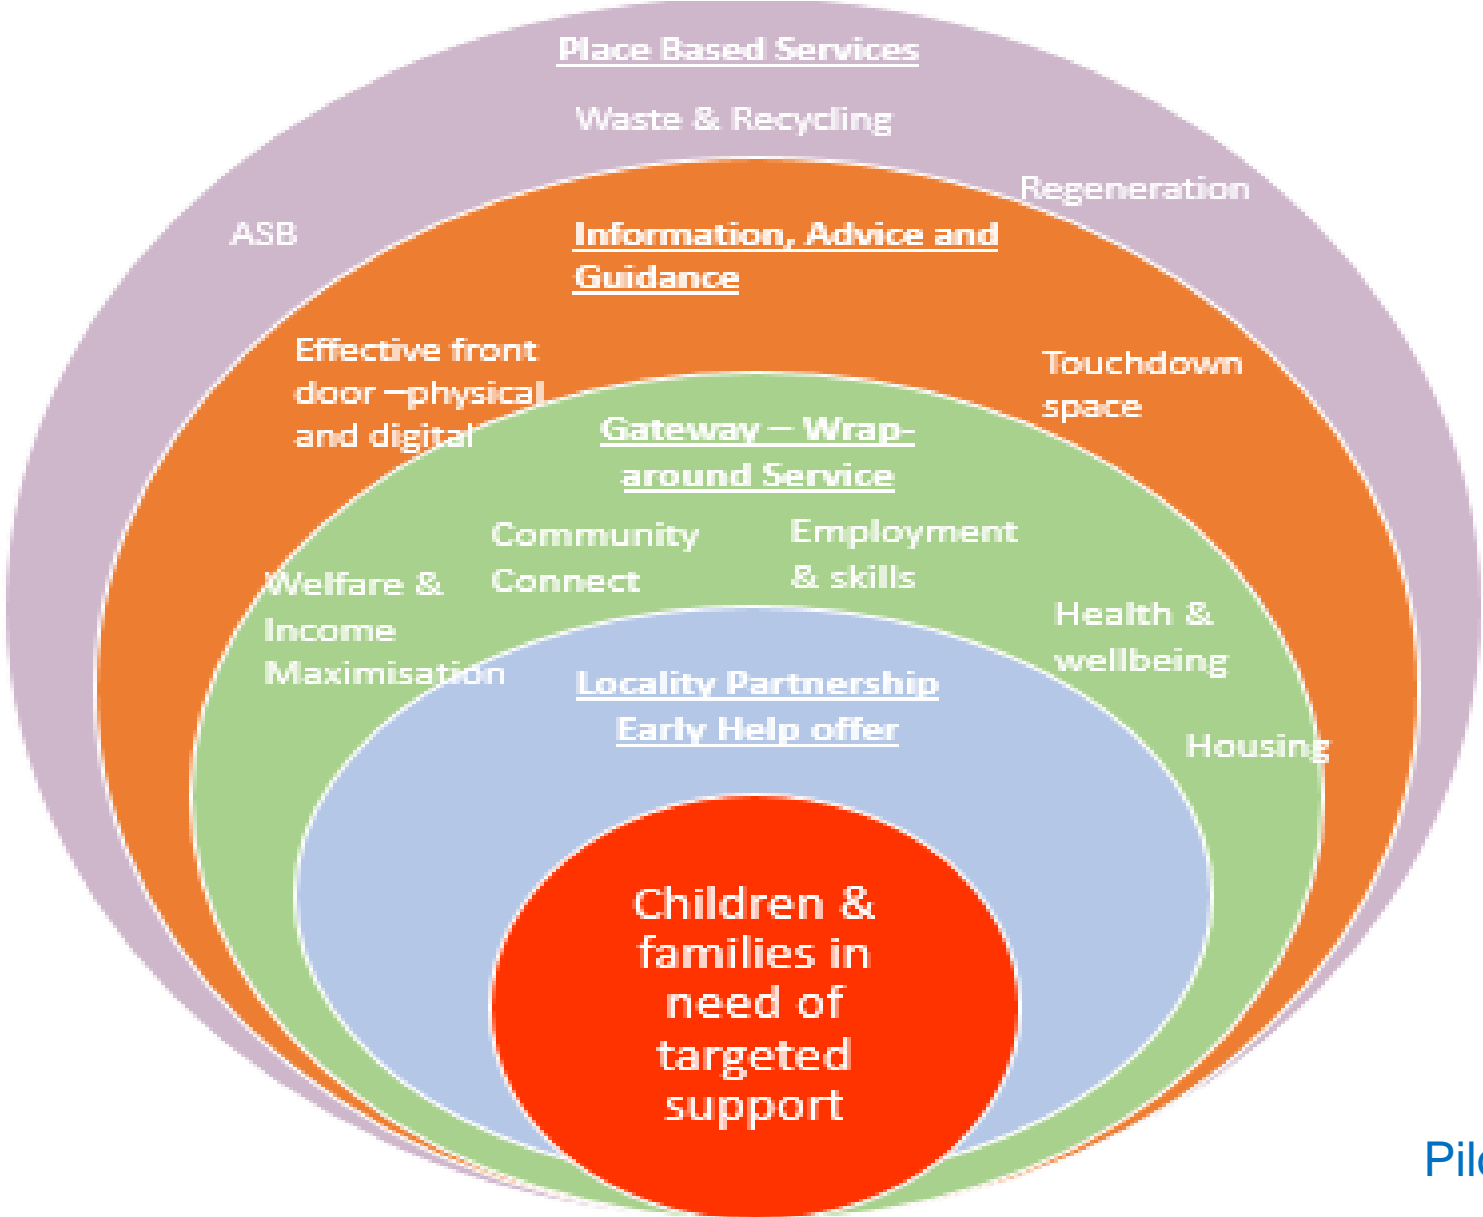 Place Based Services
Waste & Recycling
Regeneration
ASB
Information, Advice and
Guidance
Effective front
door –physical
and digital
Touchdown
space
Gateway – Wrap-
around Service
Community
Connect
Employment
& skills
Welfare &
Income
Maximisation
Health &
wellbeing
Housing
Locality Partnership
Early Help offer
Children &
families in
need of
targeted
support